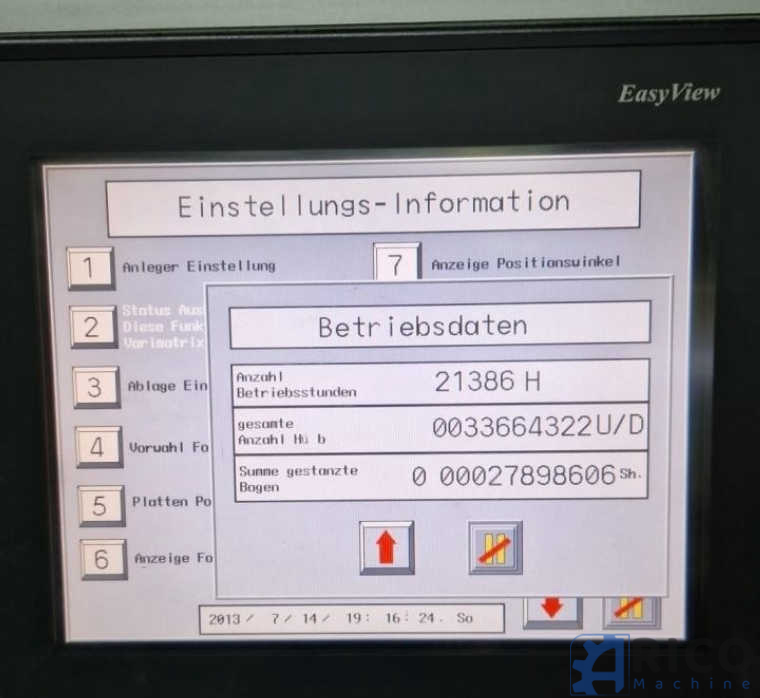 EasyView
Einstellungs-Information
1 Anleger Einstellung
7 Anzeige Positionswinkel
2 Status Aus
Diese Funk
Varimatrix
3 Ablage Ein
4 Vorwahl Fo
5 Platten Po
6 Anzeige Fo
Betriebsdaten
Anzahl
Betriebsstunden
21386 H
gesamte
Anzahl Hü b
0033664322U/D
Summe gestanzte
Bogen
0 00027898606 Sh.
2013/ 7/ 14/ 19: 16: 24. So
ARICO
Machine